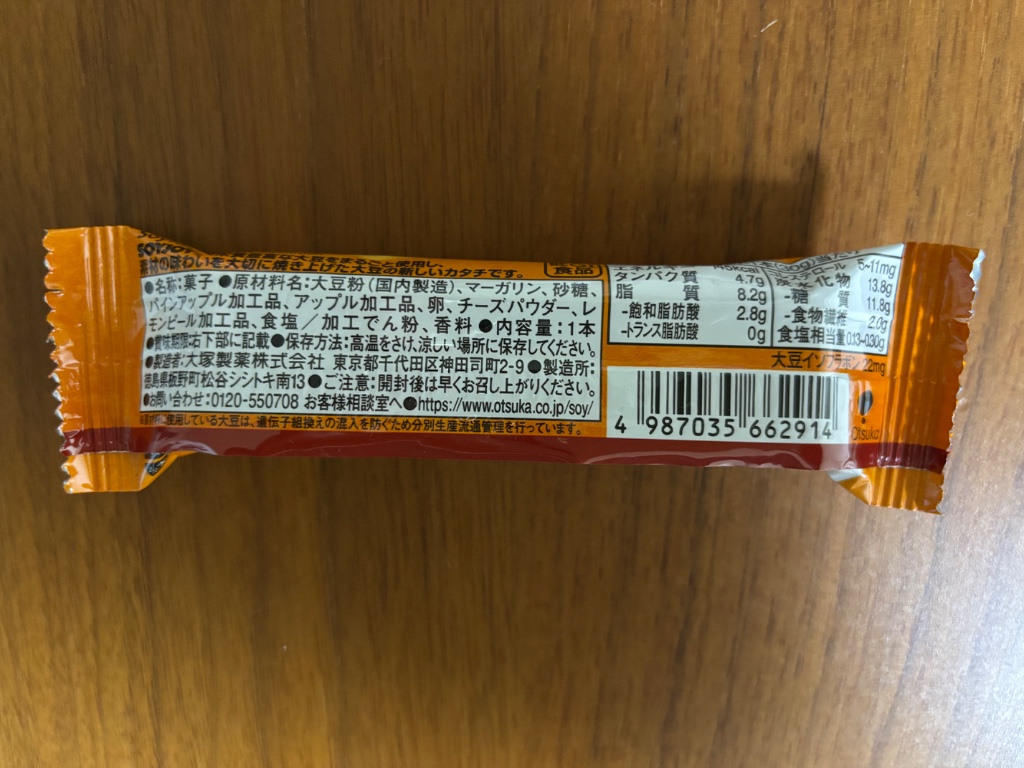 大豆をまるごと使用し、
素材の味わいを大切に焼き上げた大豆の新しいカタチです。
食品
●名称:菓子 ●原材料名:大豆粉(国内製造)、マーガリン、砂糖、
パインアップル加工品、アップル加工品、卵、チーズパウダー、レ
モンピール加工品、食塩/加工でん粉、香料 ●内容量:1本
●賞味期限:右下部に記載 ●保存方法:高温をさけ、涼しい場所に保存してください。
●製造者:大塚製薬株式会社 東京都千代田区神田司町2-9 ●製造所:
徳島県板野町松谷シシトキ南13 ●ご注意:開封後は早くお召し上がりください。
●お問い合わせ:0120-550708 お客様相談室へ ●https://www.otsuka.co.jp/soy/
使用している大豆は、遺伝子組換えの混入を防ぐため分別生産流通管理を行っています。
タンパク質 4.7g
脂質 8.2g
-飽和脂肪酸 2.8g
-トランス脂肪酸 0g
5~11mg
炭水化物 13.8g
-糖質 11.8g
-食物繊維 2.0g
食塩相当量 0.13~0.30g
大豆イソフラボン 22mg
4 987035 662914
Otsuka